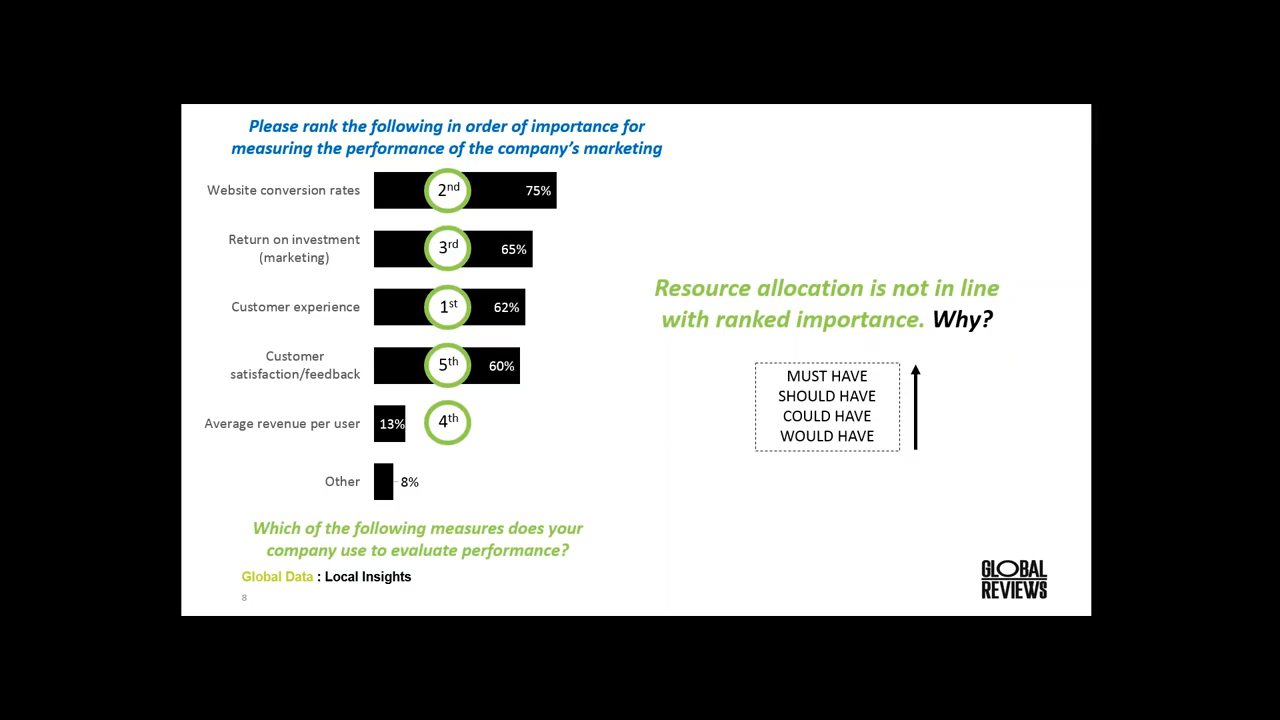 Please rank the following in order of importance for
measuring the performance of the company's marketing
Website conversion rates
2nd
75%
Return on investment
(marketing)
3rd
65%
Customer experience
1st
62%
Customer
satisfaction/feedback
5th
60%
Average revenue per user
13%
4th
Other
8%
Which of the following measures does your
company use to evaluate performance?
Global Data : Local Insights
8
Resource allocation is not in line
with ranked importance. Why?
MUST HAVE
SHOULD HAVE
COULD HAVE
WOULD HAVE
GLOBAL
REVIEWS